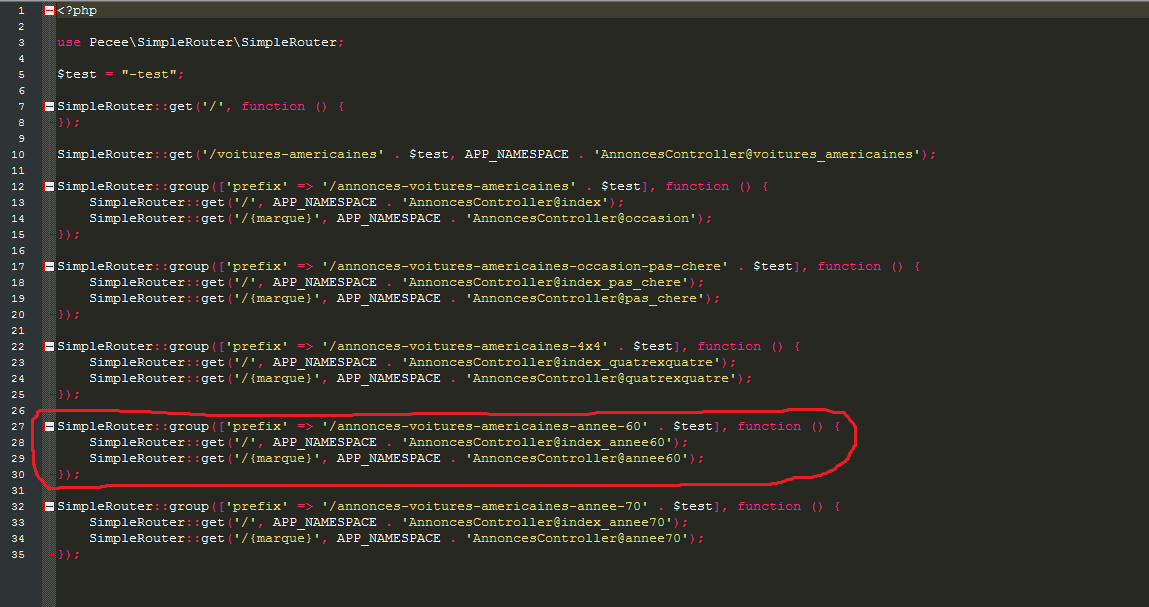 1 <?php
2
3 use Pecee\SimpleRouter\SimpleRouter;
4
5 $test = "-test";
6
7 SimpleRouter::get('/', function () {
8 });
9
10 SimpleRouter::get('/voitures-americaines' . $test, APP_NAMESPACE . 'AnnoncesController@voitures_americaines');
11
12 SimpleRouter::group(['prefix' => '/annonces-voitures-americaines' . $test], function () {
13 SimpleRouter::get('/', APP_NAMESPACE . 'AnnoncesController@index');
14 SimpleRouter::get('/{marque}', APP_NAMESPACE . 'AnnoncesController@occasion');
15 });
16
17 SimpleRouter::group(['prefix' => '/annonces-voitures-americaines-occasion-pas-chere' . $test], function () {
18 SimpleRouter::get('/', APP_NAMESPACE . 'AnnoncesController@index_pas_chere');
19 SimpleRouter::get('/{marque}', APP_NAMESPACE . 'AnnoncesController@pas_chere');
20 });
21
22 SimpleRouter::group(['prefix' => '/annonces-voitures-americaines-4x4' . $test], function () {
23 SimpleRouter::get('/', APP_NAMESPACE . 'AnnoncesController@index_quatrexquatre');
24 SimpleRouter::get('/{marque}', APP_NAMESPACE . 'AnnoncesController@quatrexquatre');
25 });
26
27 SimpleRouter::group(['prefix' => '/annonces-voitures-americaines-annee-60' . $test], function () {
28 SimpleRouter::get('/', APP_NAMESPACE . 'AnnoncesController@index_annee60');
29 SimpleRouter::get('/{marque}', APP_NAMESPACE . 'AnnoncesController@annee60');
30 });
31
32 SimpleRouter::group(['prefix' => '/annonces-voitures-americaines-annee-70' . $test], function () {
33 SimpleRouter::get('/', APP_NAMESPACE . 'AnnoncesController@index_annee70');
34 SimpleRouter::get('/{marque}', APP_NAMESPACE . 'AnnoncesController@annee70');
35 });